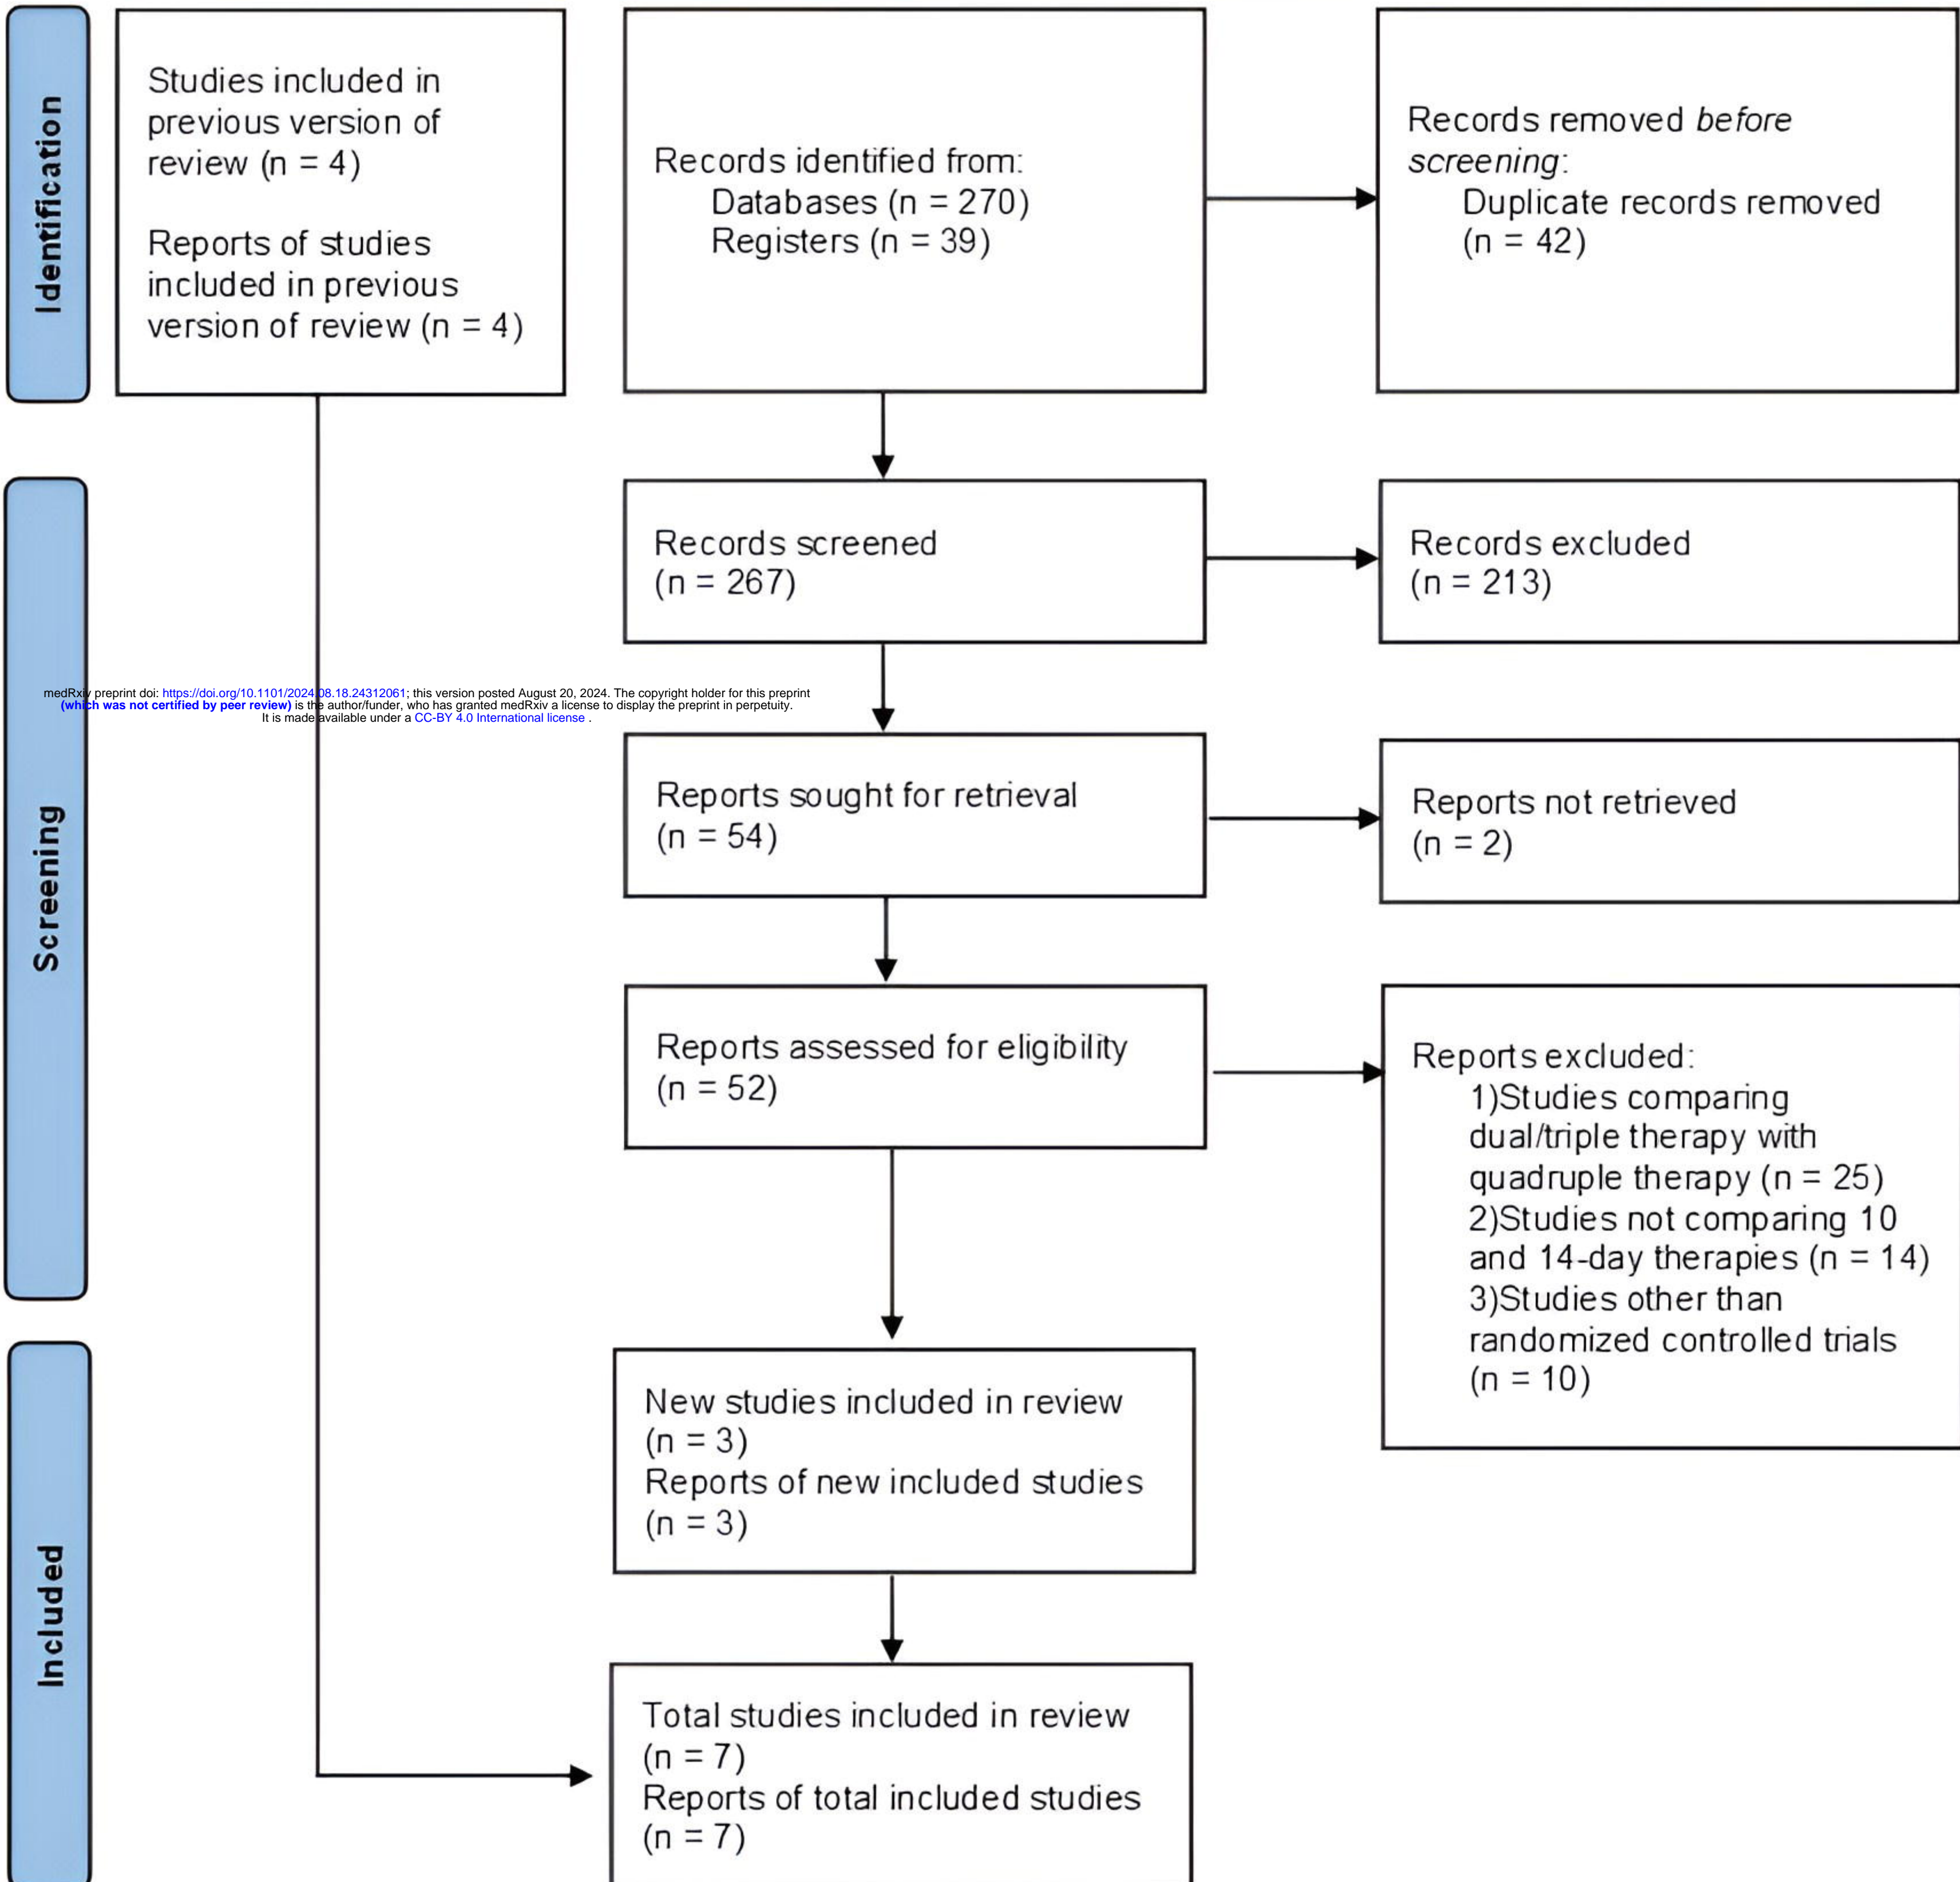 Identification
Studies included in
previous version of
review (n = 4)
Reports of studies
included in previous
version of review (n = 4)
Records identified from:
Databases (n = 270)
Registers (n = 39)
Records removed before
screening:
Duplicate records removed
(n = 42)
Screening
Records screened
(n = 267)
Records excluded
(n = 213)
medRxiv preprint doi: https://doi.org/10.1101/2024.08.18.24312061; this version posted August 20, 2024. The copyright holder for this preprint
(which was not certified by peer review) is the author/funder, who has granted medRxiv a license to display the preprint in perpetuity.
It is made available under a CC-BY 4.0 International license .
Reports sought for retrieval
(n = 54)
Reports not retrieved
(n = 2)
Reports assessed for eligibility
(n = 52)
Reports excluded:
1)Studies comparing
dual/triple therapy with
quadruple therapy (n = 25)
2)Studies not comparing 10
and 14-day therapies (n = 14)
3)Studies other than
randomized controlled trials
(n = 10)
Included
New studies included in review
(n = 3)
Reports of new included studies
(n = 3)
Total studies included in review
(n = 7)
Reports of total included studies
(n = 7)